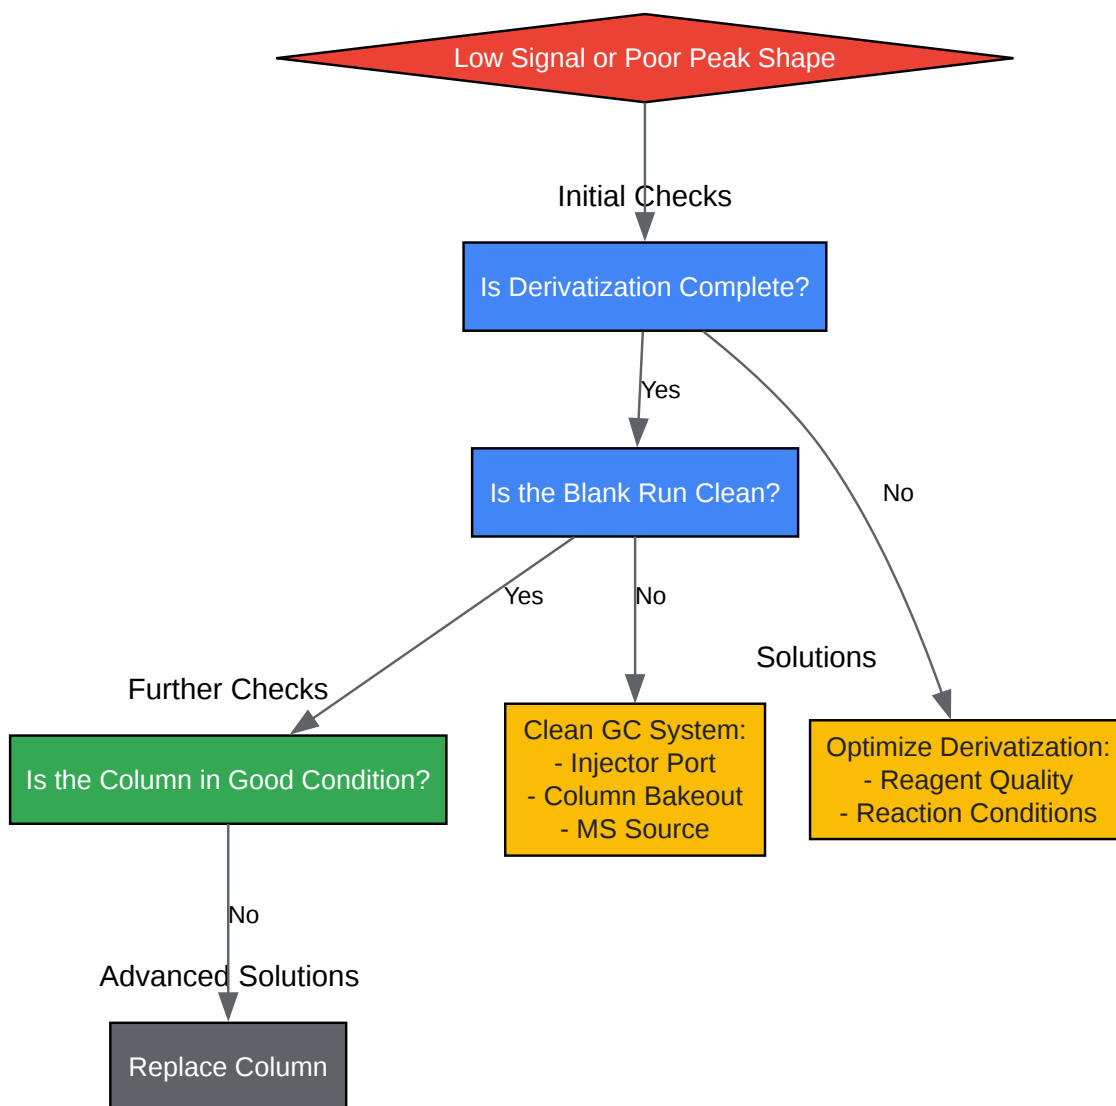 Low Signal or Poor Peak Shape
Initial Checks
Is Derivatization Complete?
Yes
Is the Blank Run Clean?
No
Yes
No
Solutions
Further Checks
Is the Column in Good Condition?
Clean GC System:
- Injector Port
- Column Bakeout
- MS Source
Optimize Derivatization:
- Reagent Quality
- Reaction Conditions
No
Advanced Solutions
Replace Column